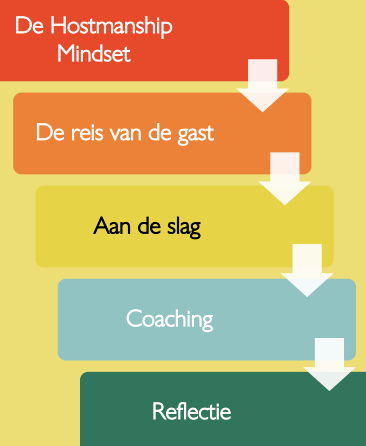 De Hostmanship
Mindset
De reis van de gast
Aan de slag
Coaching
Reflectie